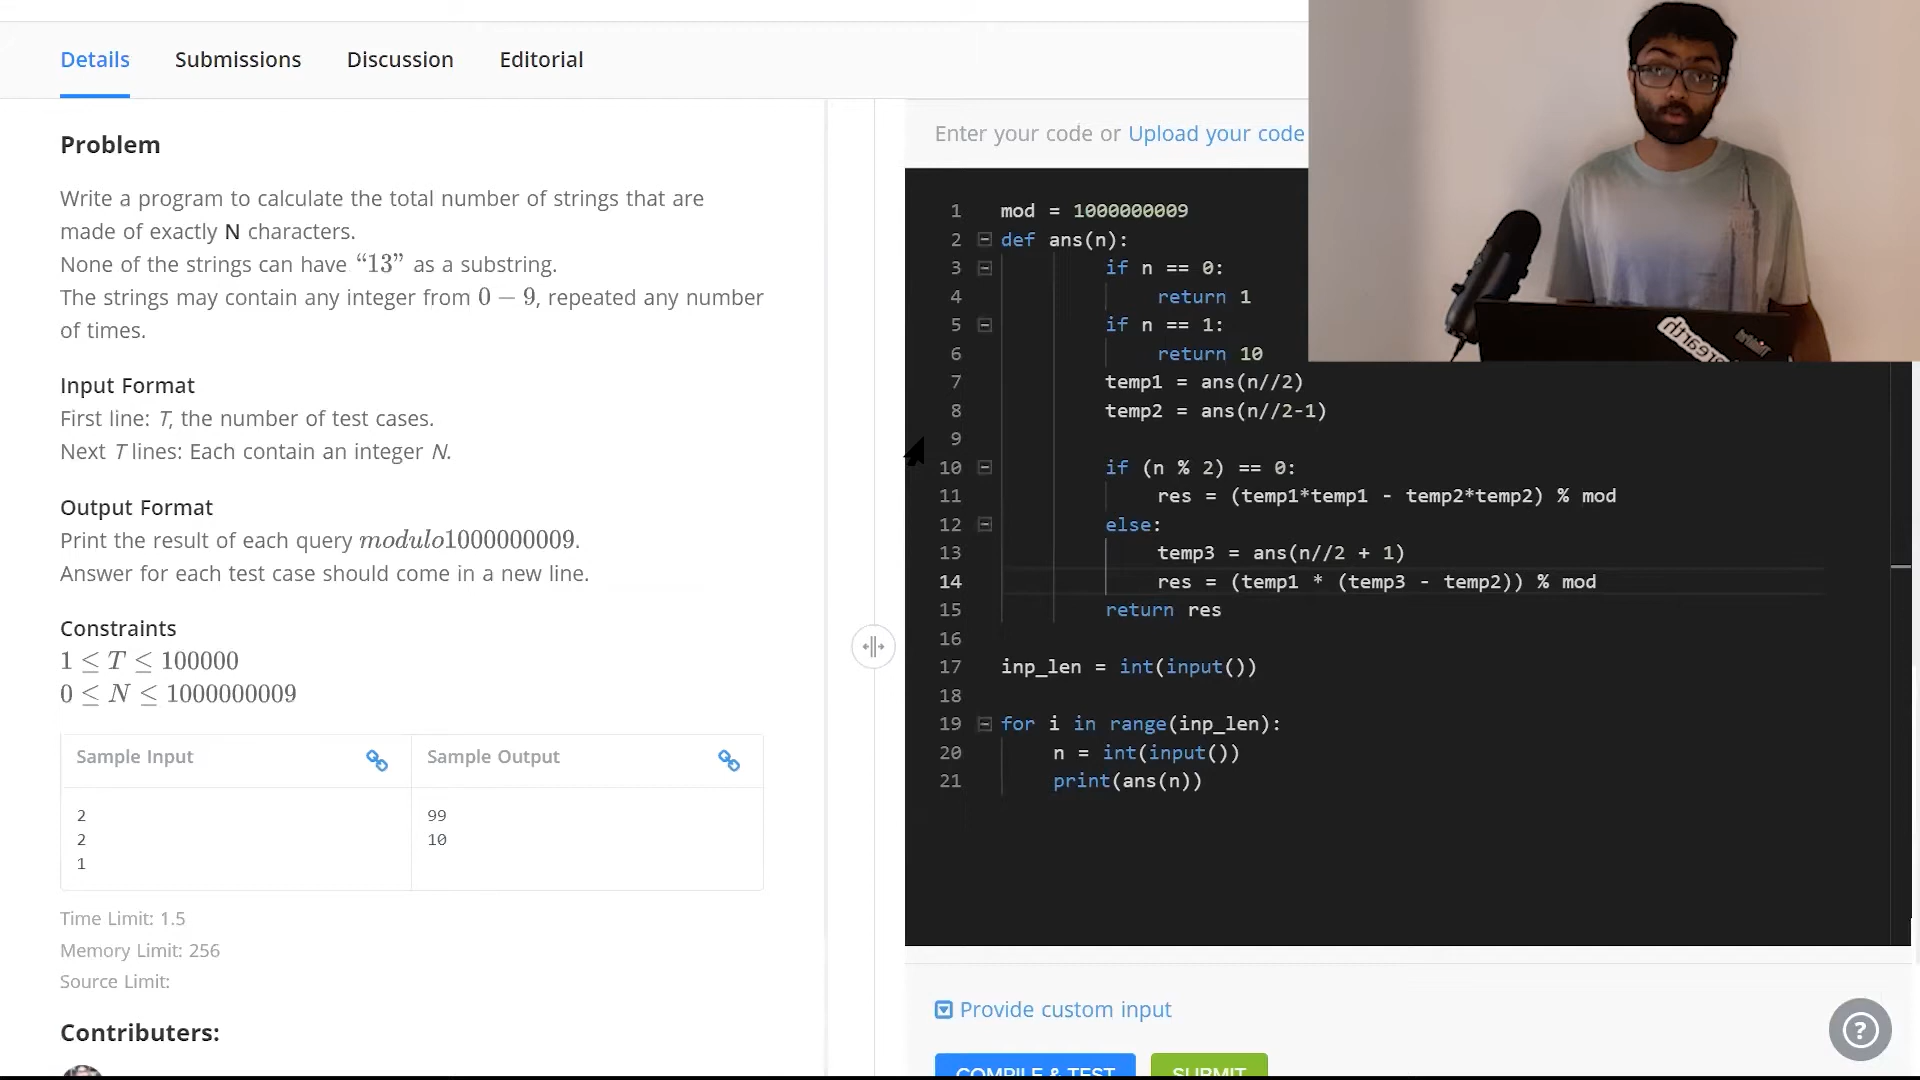 Details Submissions Discussion Editorial
Problem
Write a program to calculate the total number of strings that are
made of exactly N characters.
None of the strings can have “13” as a substring.
The strings may contain any integer from 0 − 9, repeated any number
of times.
Input Format
First line: T, the number of test cases.
Next T lines: Each contain an integer N.
Output Format
Print the result of each query modulo1000000009.
Answer for each test case should come in a new line.
Constraints
1 ≤ T ≤ 100000
0 ≤ N ≤ 1000000009
Sample Input Sample Output
2 99
2 10
1
Time Limit: 1.5
Memory Limit: 256
Source Limit:
Contributers:
Enter your code or Upload your code
1 mod = 1000000009
2 def ans(n):
3 if n == 0:
4 return 1
5 if n == 1:
6 return 10
7 temp1 = ans(n//2)
8 temp2 = ans(n//2-1)
9
10 if (n % 2) == 0:
11 res = (temp1*temp1 - temp2*temp2) % mod
12 else:
13 temp3 = ans(n//2 + 1)
14 res = (temp1 * (temp3 - temp2)) % mod
15 return res
16
17 inp_len = int(input())
18
19 for i in range(inp_len):
20 n = int(input())
21 print(ans(n))
Provide custom input
COMPILE & TEST SUBMIT
?